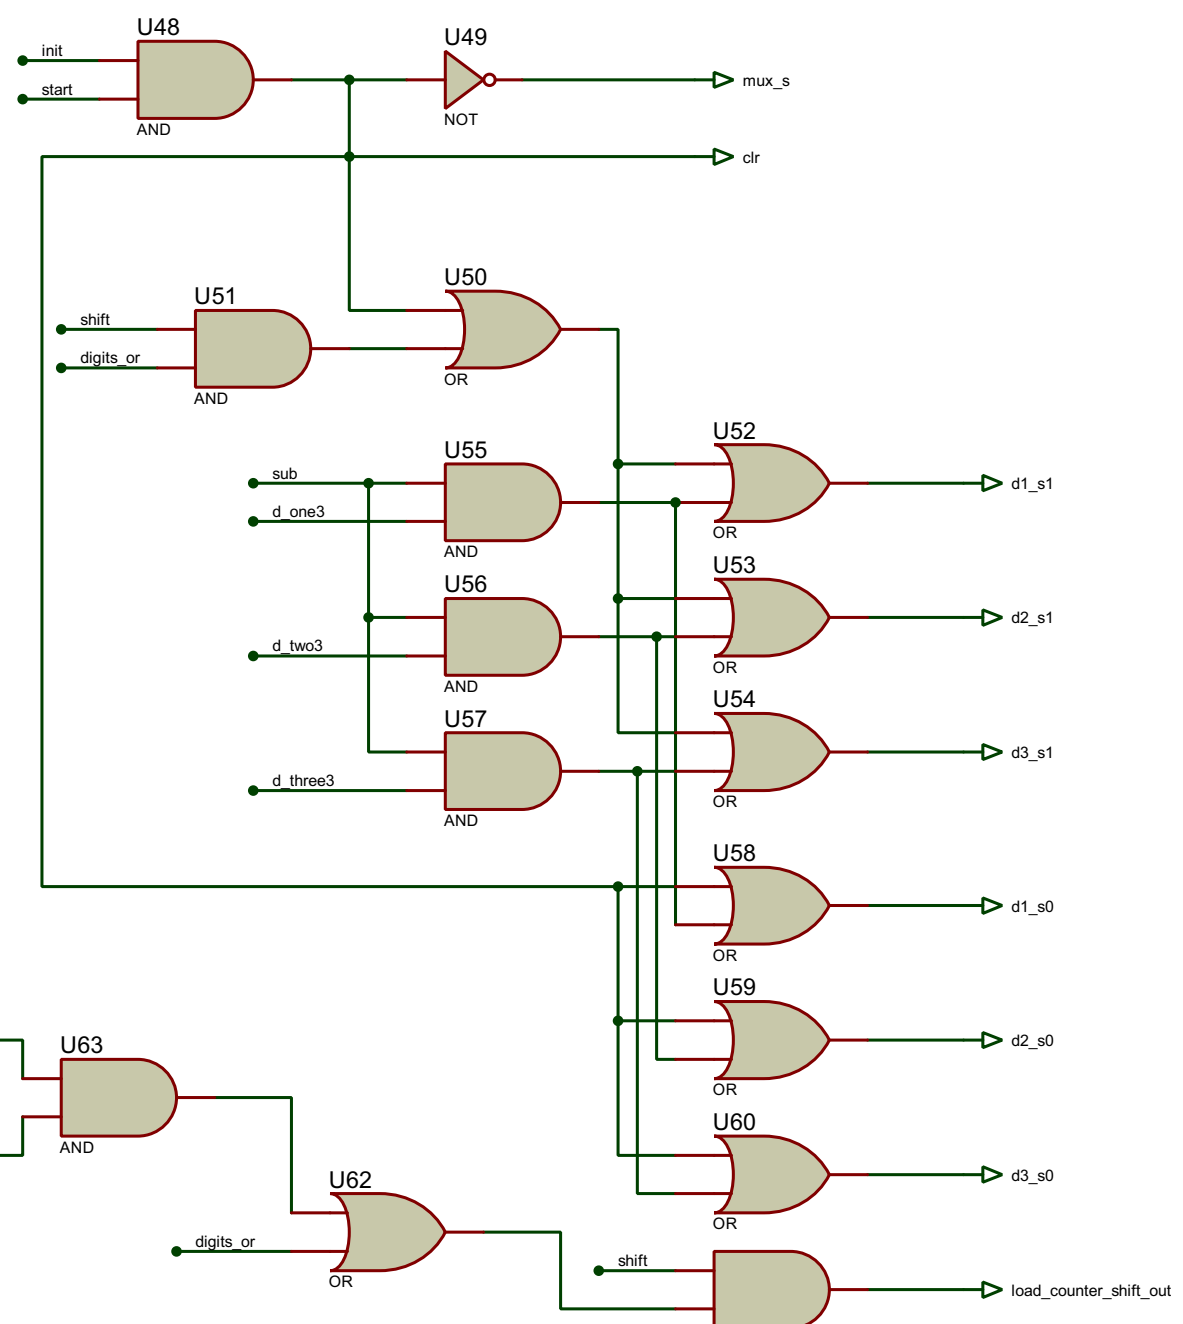 U48
init
start
AND
U49
NOT
mux_s
clr
U51
shift
digits_or
AND
U50
OR
U52
OR
d1_s1
U55
sub
d_one3
AND
U53
OR
d2_s1
U56
d_two3
AND
U54
OR
d3_s1
U57
d_three3
AND
U58
OR
d1_s0
U59
OR
d2_s0
U63
AND
U60
OR
d3_s0
U62
digits_or
OR
shift
load_counter_shift_out